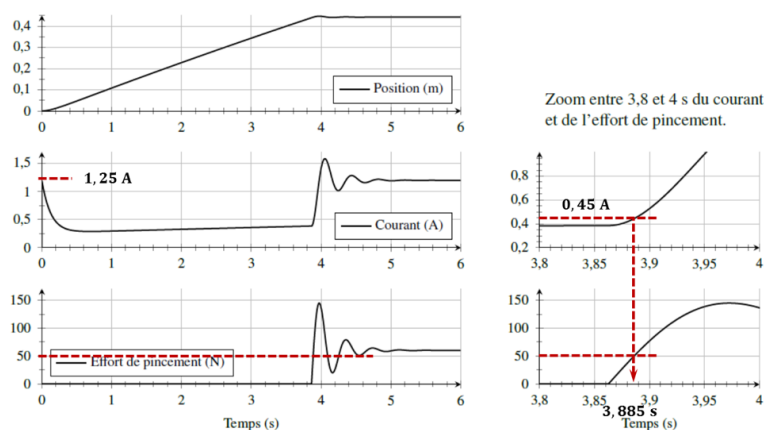 0,4
0,3
0,2
0,1
0
Position (m)
0 1 2 3 4 5 6
1,5
1
0,5
0
1,25 A
Courant (A)
0 1 2 3 4 5 6
150
100
50
0
Effort de pincement (N)
0 1 2 3 4 5 6
Temps (s)
Zoom entre 3,8 et 4 s du courant
et de l'effort de pincement.
0,8
0,6
0,4
0,2
0,45 A
3,8 3,85 3,9 3,95 4
150
100
50
0
3,8 3,85 3,9 3,95 4
3,885 s
Temps (s)